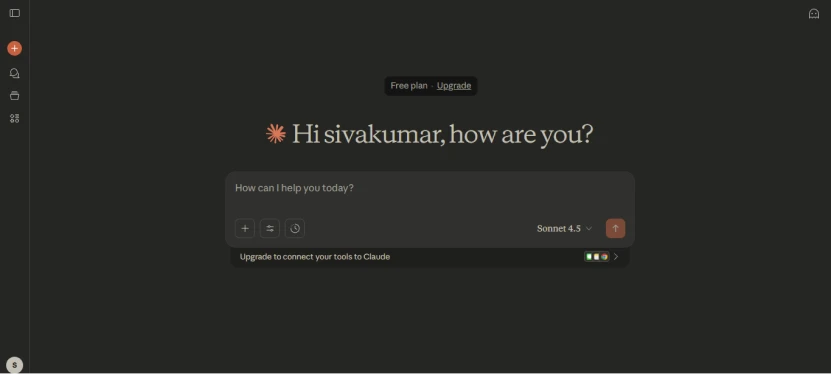 Free plan · Upgrade
Hi sivakumar, how are you?
How can I help you today?
Sonnet 4.5
Upgrade to connect your tools to Claude
S